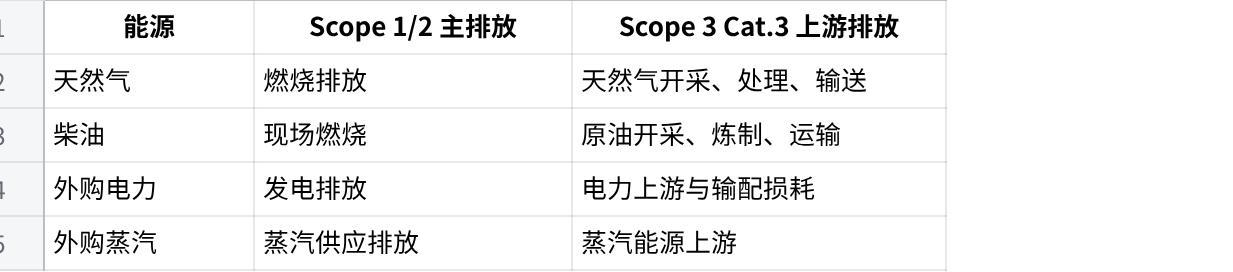 能源 Scope 1/2 主排放 Scope 3 Cat.3 上游排放
2 天然气 燃烧排放 天然气开采、处理、输送
柴油 现场燃烧 原油开采、炼制、运输
外购电力 发电排放 电力上游与输配损耗
外购蒸汽 蒸汽供应排放 蒸汽能源上游